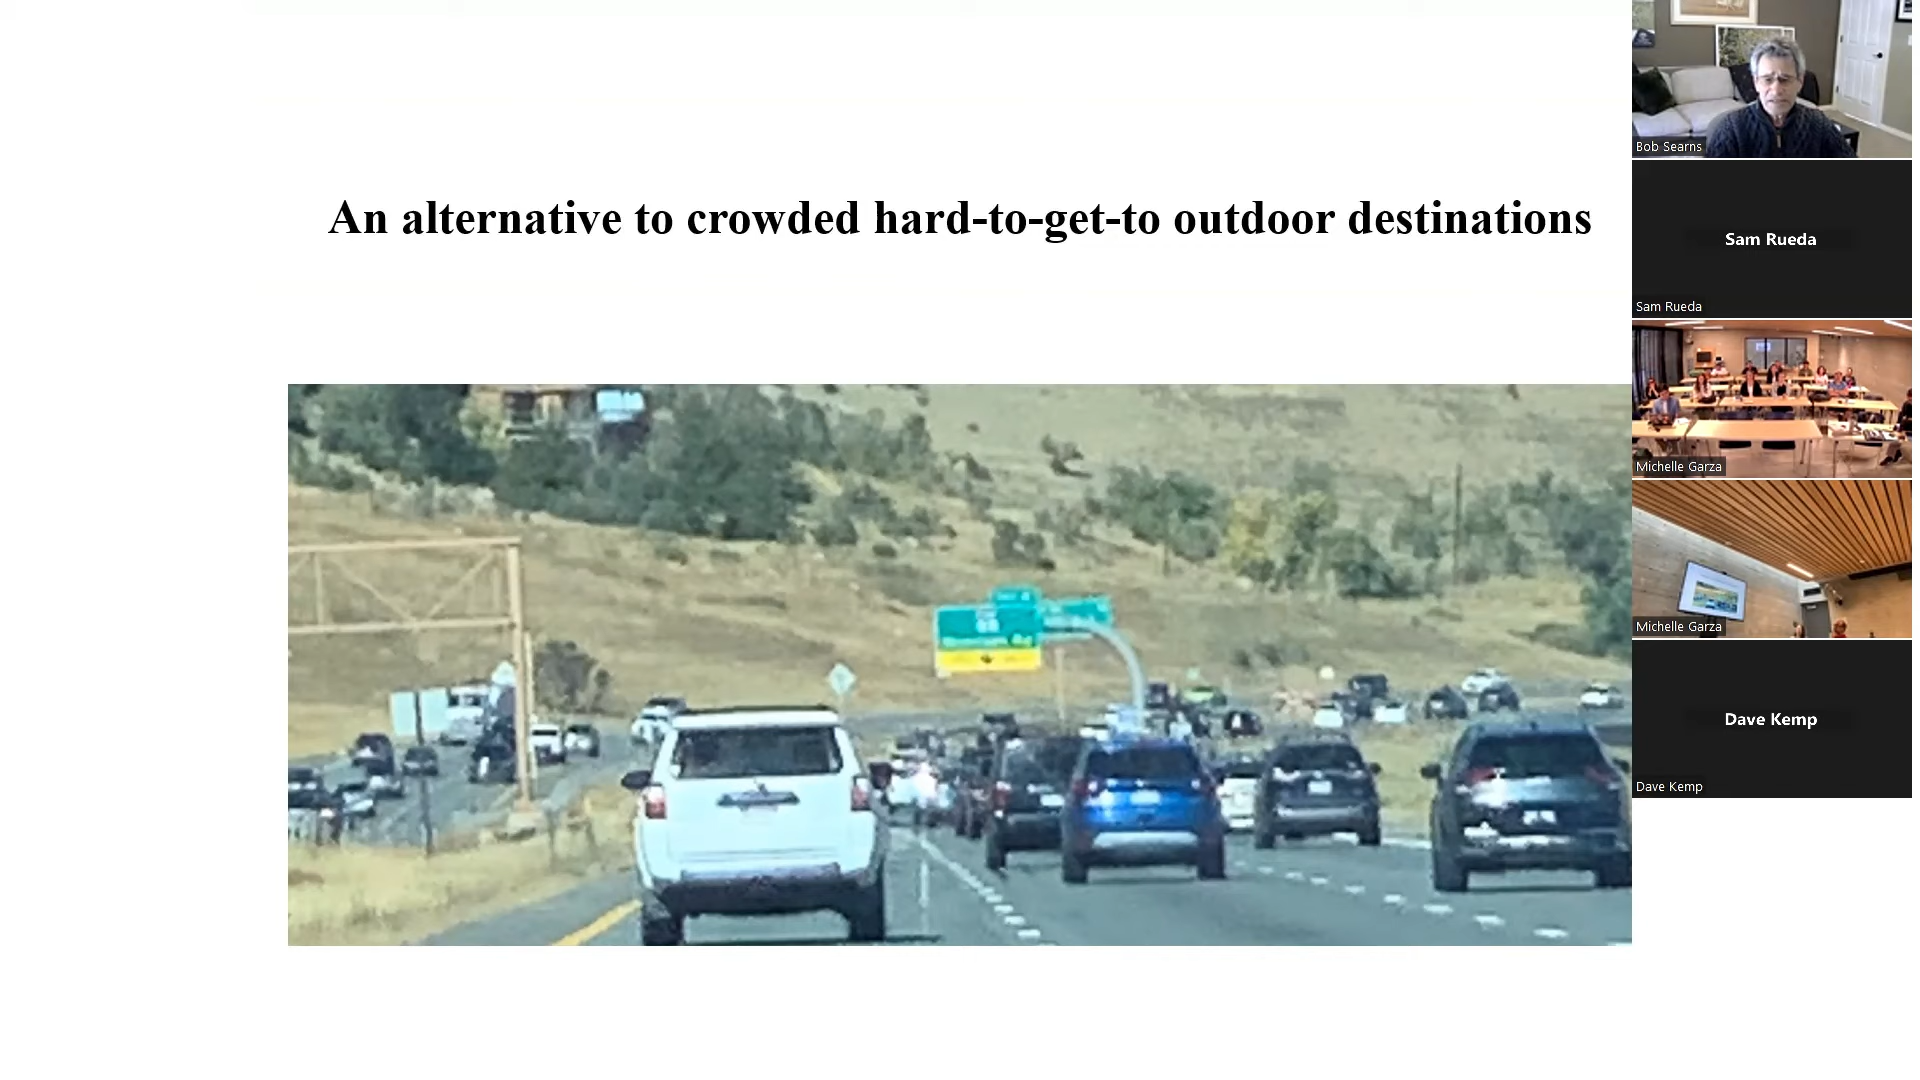 An alternative to crowded hard-to-get-to outdoor destinations
Bob Searns
Sam Rueda
Sam Rueda
Michelle Garza
Michelle Garza
Dave Kemp
Dave Kemp